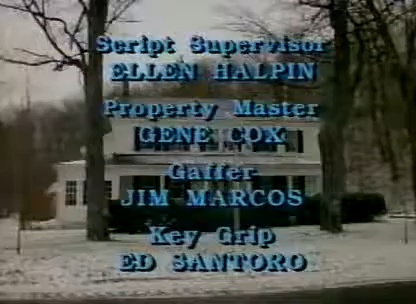 Script Supervisor
ELLEN HALPIN
Property Master
GENE COX
Gaffer
JIM MARCOS
Key Grip
ED SANTORO